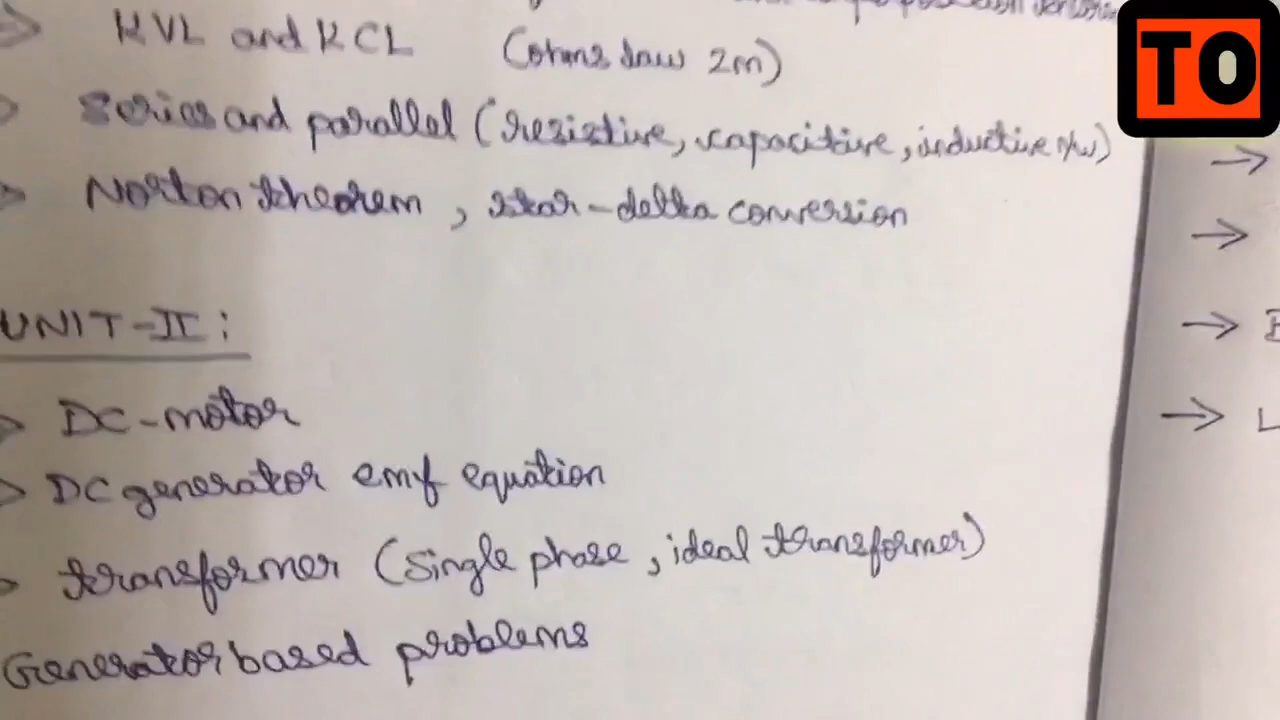 → KVL and KCL (ohms law 2m)
TO
→ Series and parallel (resistive, capacitive, inductive n/w)
→ Norton theorem, star-delta conversion
UNIT-II:
→ DC-motor
→ DC generator emf equation
→ transformer (single phase, ideal transformer)
Generator based problems